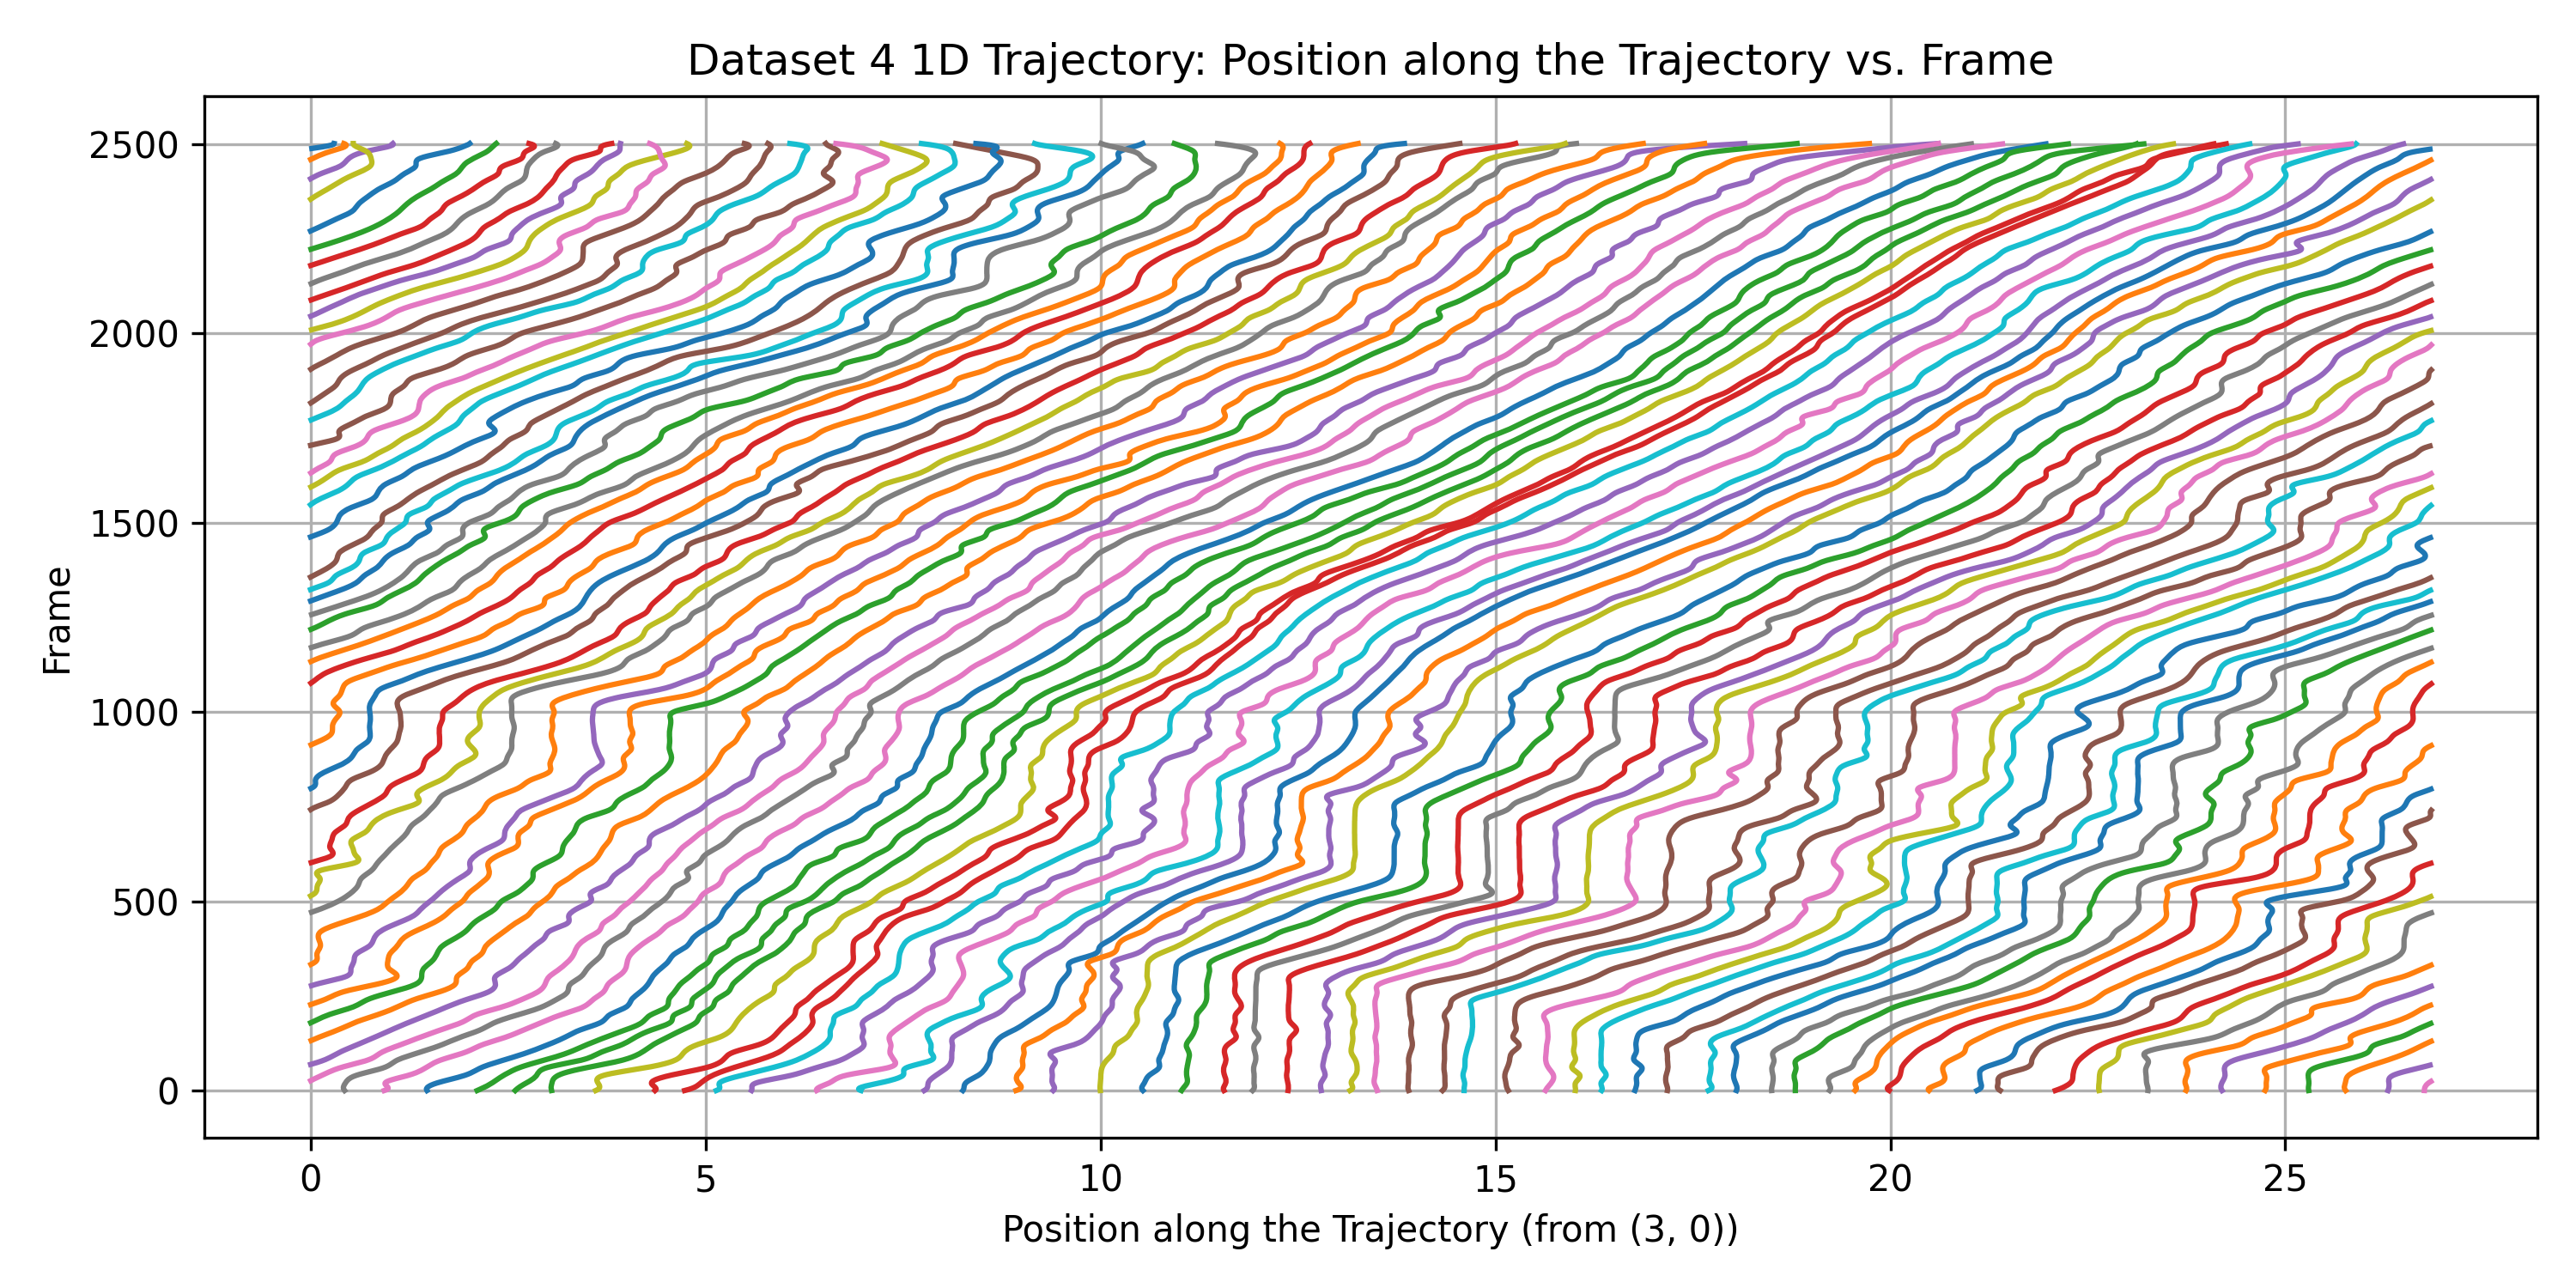 Dataset 4 1D Trajectory: Position along the Trajectory vs. Frame
2500
2000
1500
1000
500
0
Frame
0 5 10 15 20 25
Position along the Trajectory (from (3, 0))